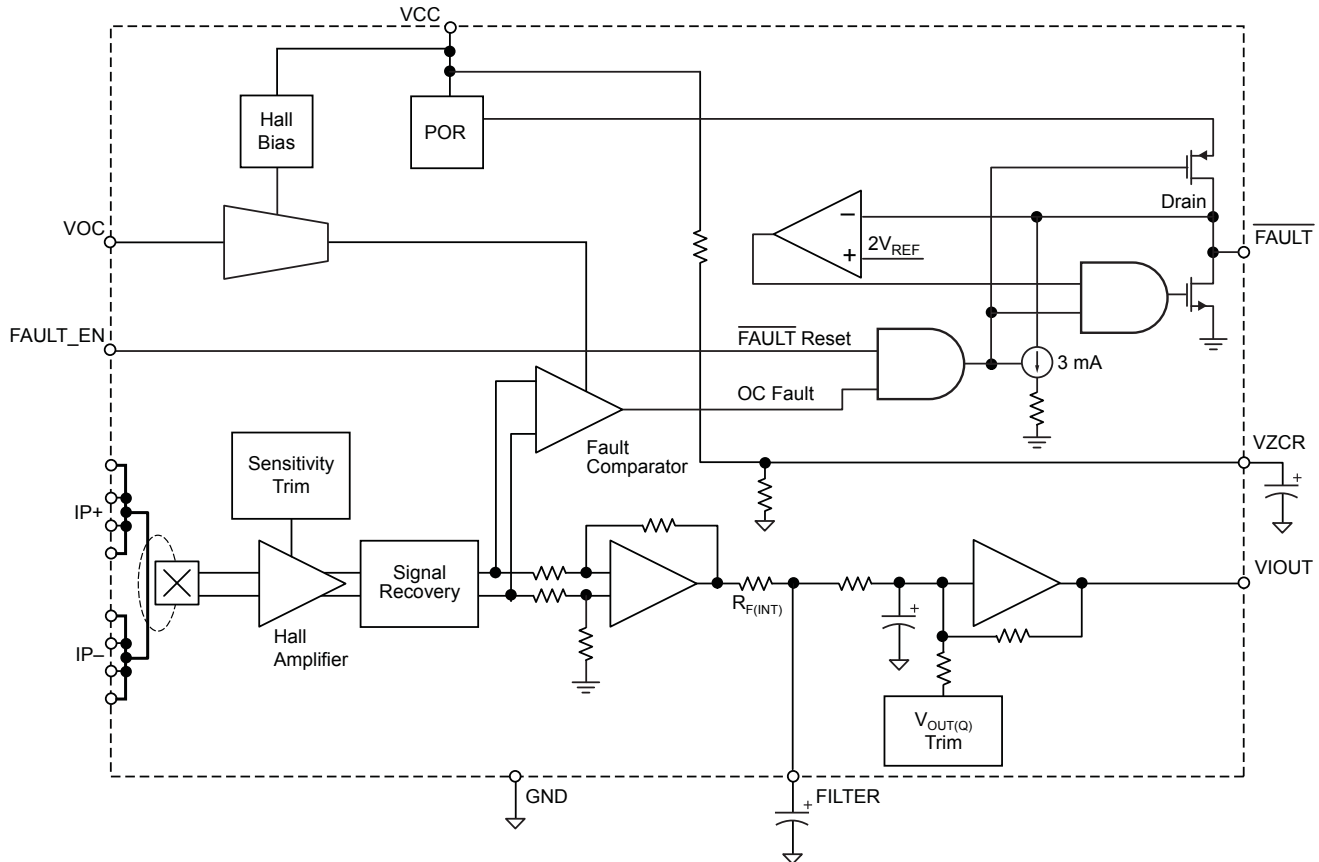 VCC
Hall
Bias
POR
Drain
VOC
−
+
2VREF
FAULT
FAULT_EN
FAULT Reset
3 mA
OC Fault
Fault
Comparator
VZCR
+
Sensitivity
Trim
IP+
Signal
Recovery
VIOUT
RF(INT)
+
IP–
Hall
Amplifier
VOUT(Q)
Trim
GND
FILTER
+